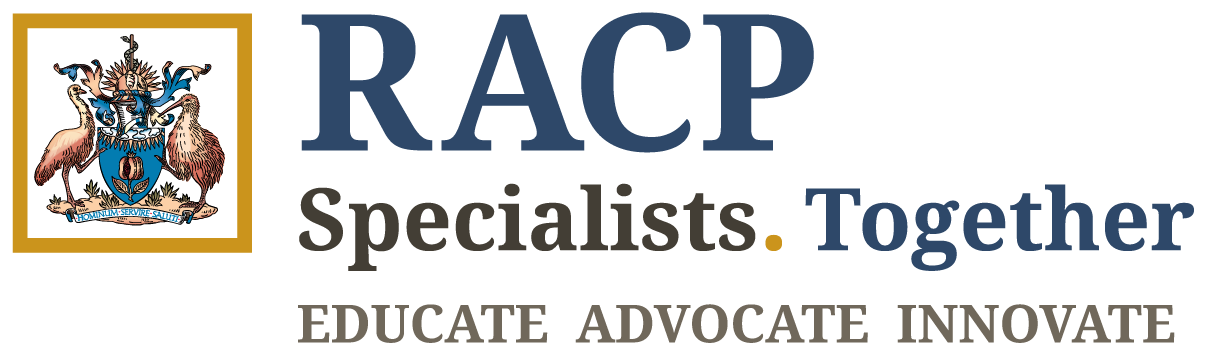 HOMINUM·SERVIRE·SALUTI
RACP
Specialists. Together
EDUCATE ADVOCATE INNOVATE